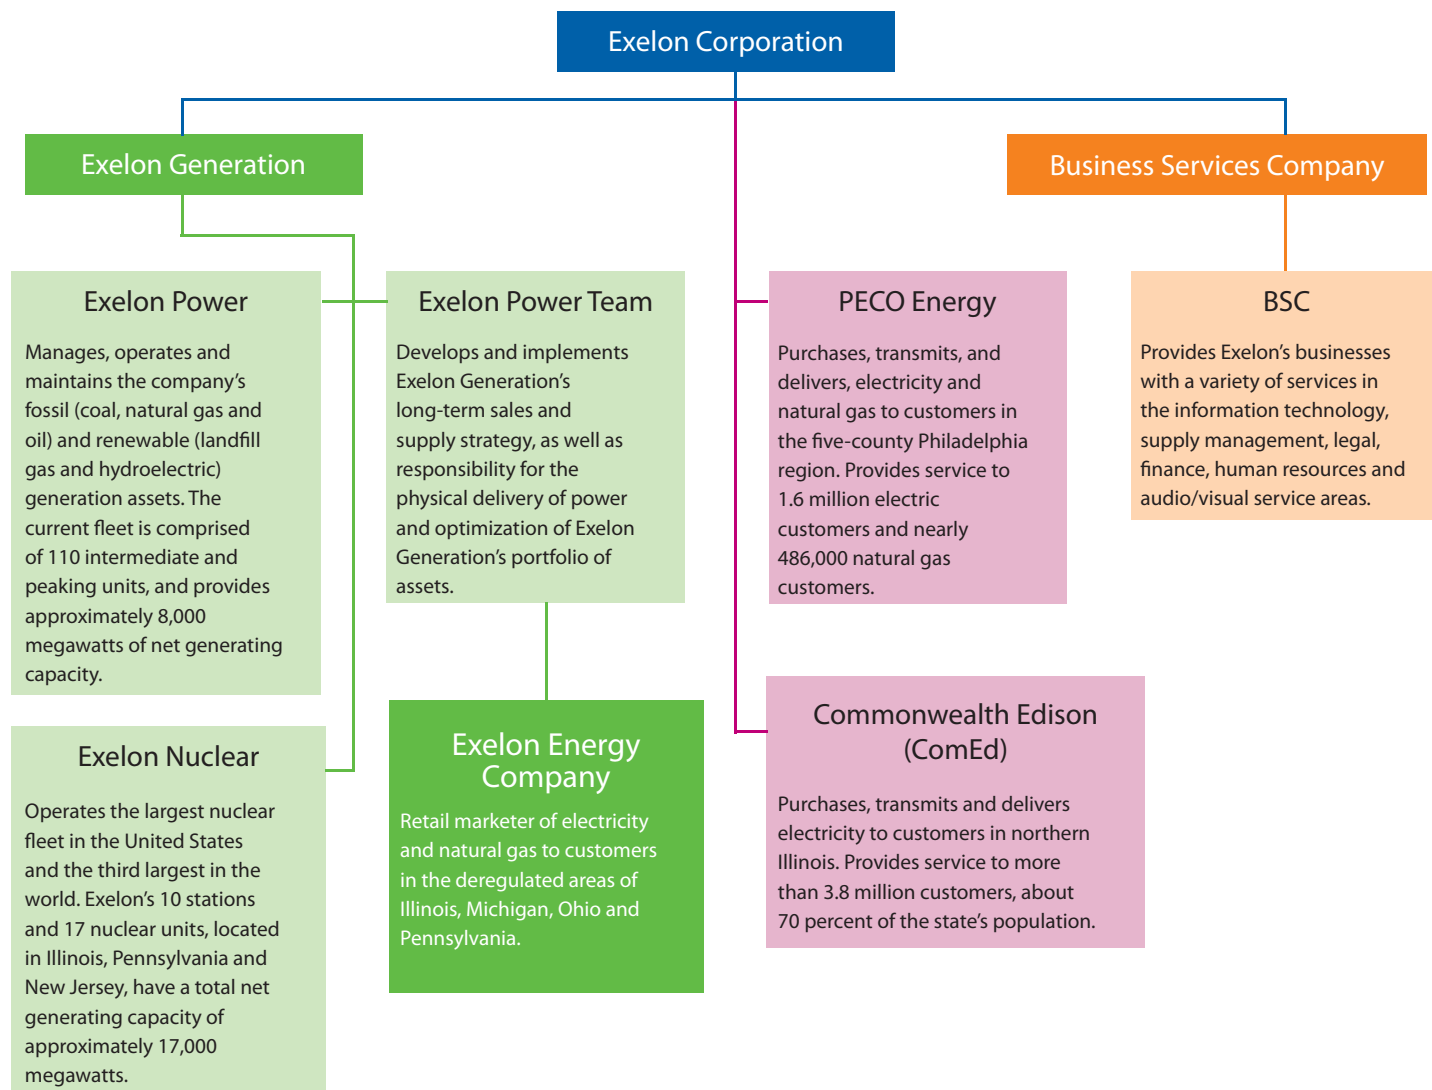 Exelon Corporation
Exelon Generation
Business Services Company
Exelon Power
Manages, operates and
maintains the company’s
fossil (coal, natural gas and
oil) and renewable (landfill
gas and hydroelectric)
generation assets. The
current fleet is comprised
of 110 intermediate and
peaking units, and provides
approximately 8,000
megawatts of net generating
capacity.
Exelon Power Team
Develops and implements
Exelon Generation’s
long-term sales and
supply strategy, as well as
responsibility for the
physical delivery of power
and optimization of Exelon
Generation’s portfolio of
assets.
PECO Energy
Purchases, transmits, and
delivers, electricity and
natural gas to customers in
the five-county Philadelphia
region. Provides service to
1.6 million electric
customers and nearly
486,000 natural gas
customers.
BSC
Provides Exelon’s businesses
with a variety of services in
the information technology,
supply management, legal,
finance, human resources and
audio/visual service areas.
Exelon Nuclear
Operates the largest nuclear
fleet in the United States
and the third largest in the
world. Exelon’s 10 stations
and 17 nuclear units, located
in Illinois, Pennsylvania and
New Jersey, have a total net
generating capacity of
approximately 17,000
megawatts.
Exelon Energy
Company
Retail marketer of electricity
and natural gas to customers
in the deregulated areas of
Illinois, Michigan, Ohio and
Pennsylvania.
Commonwealth Edison
(ComEd)
Purchases, transmits and delivers
electricity to customers in northern
Illinois. Provides service to more
than 3.8 million customers, about
70 percent of the state’s population.